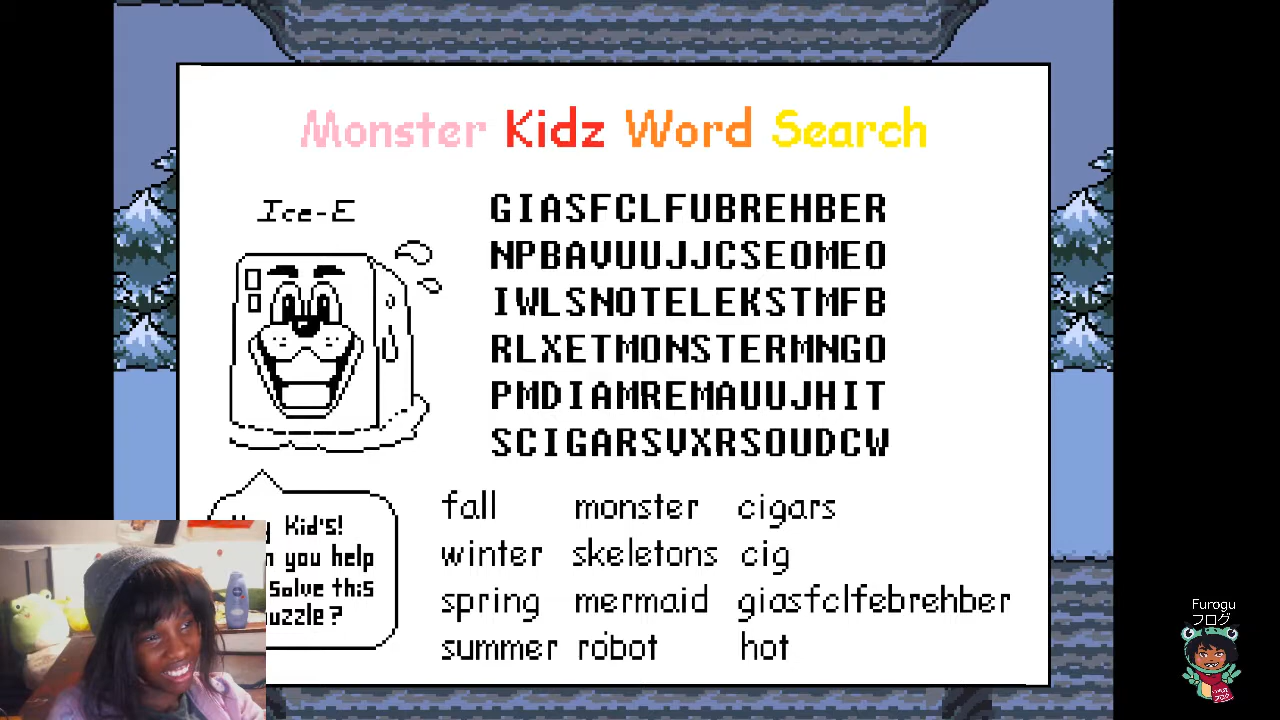 Monster Kidz Word Search
Ice-E
GIASFCLFUBREHBER
NPBAVUUJJCSEOMEO
IWLSNOTELEKSTMFB
RLXETMONSTERMNGO
PMDIAMREMAUUJHIT
SCIGARSVXRSOUDCW
fall monster cigars
winter skeletons cig
spring mermaid giasfclfebrehber
summer robot hot
Kid's!
you help
solve this
Furogu
フログ